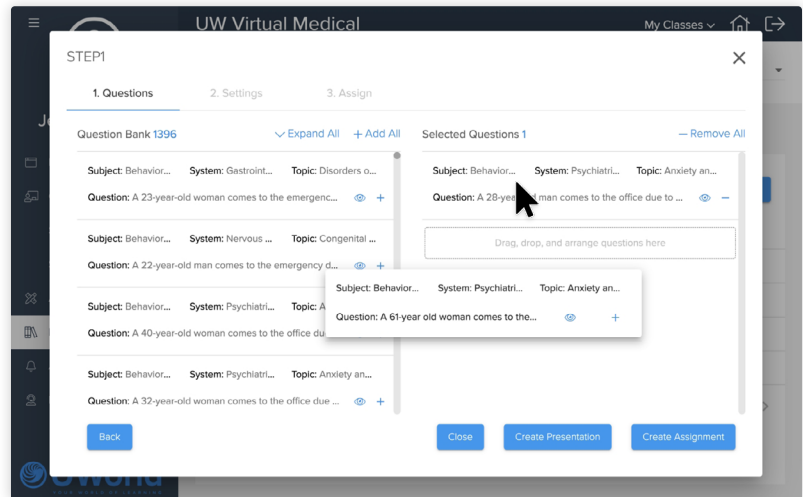 UW Virtual Medical
My Classes
STEP1
1. Questions 2. Settings 3. Assign
Question Bank 1396 Expand All + Add All
Subject: Behavior... System: Gastroint... Topic: Disorders o...
Question: A 23-year-old woman comes to the emergenc...
Subject: Behavior... System: Nervous ... Topic: Congenital ...
Question: A 22-year-old man comes to the emergency d...
Subject: Behavior... System: Psychiatri... Topic: A
Question: A 40-year-old woman comes to the office du
Subject: Behavior... System: Psychiatri... Topic: Anxiety an...
Question: A 32-year-old woman comes to the office due ...
Selected Questions 1 — Remove All
Subject: Behavior... System: Psychiatri... Topic: Anxiety an...
Question: A 28-year man comes to the office due to ...
Drag, drop, and arrange questions here
Subject: Behavior... System: Psychiatri... Topic: Anxiety an...
Question: A 61-year old woman comes to the...
Back Close Create Presentation Create Assignment
YOUR WORLD OF LEARNING